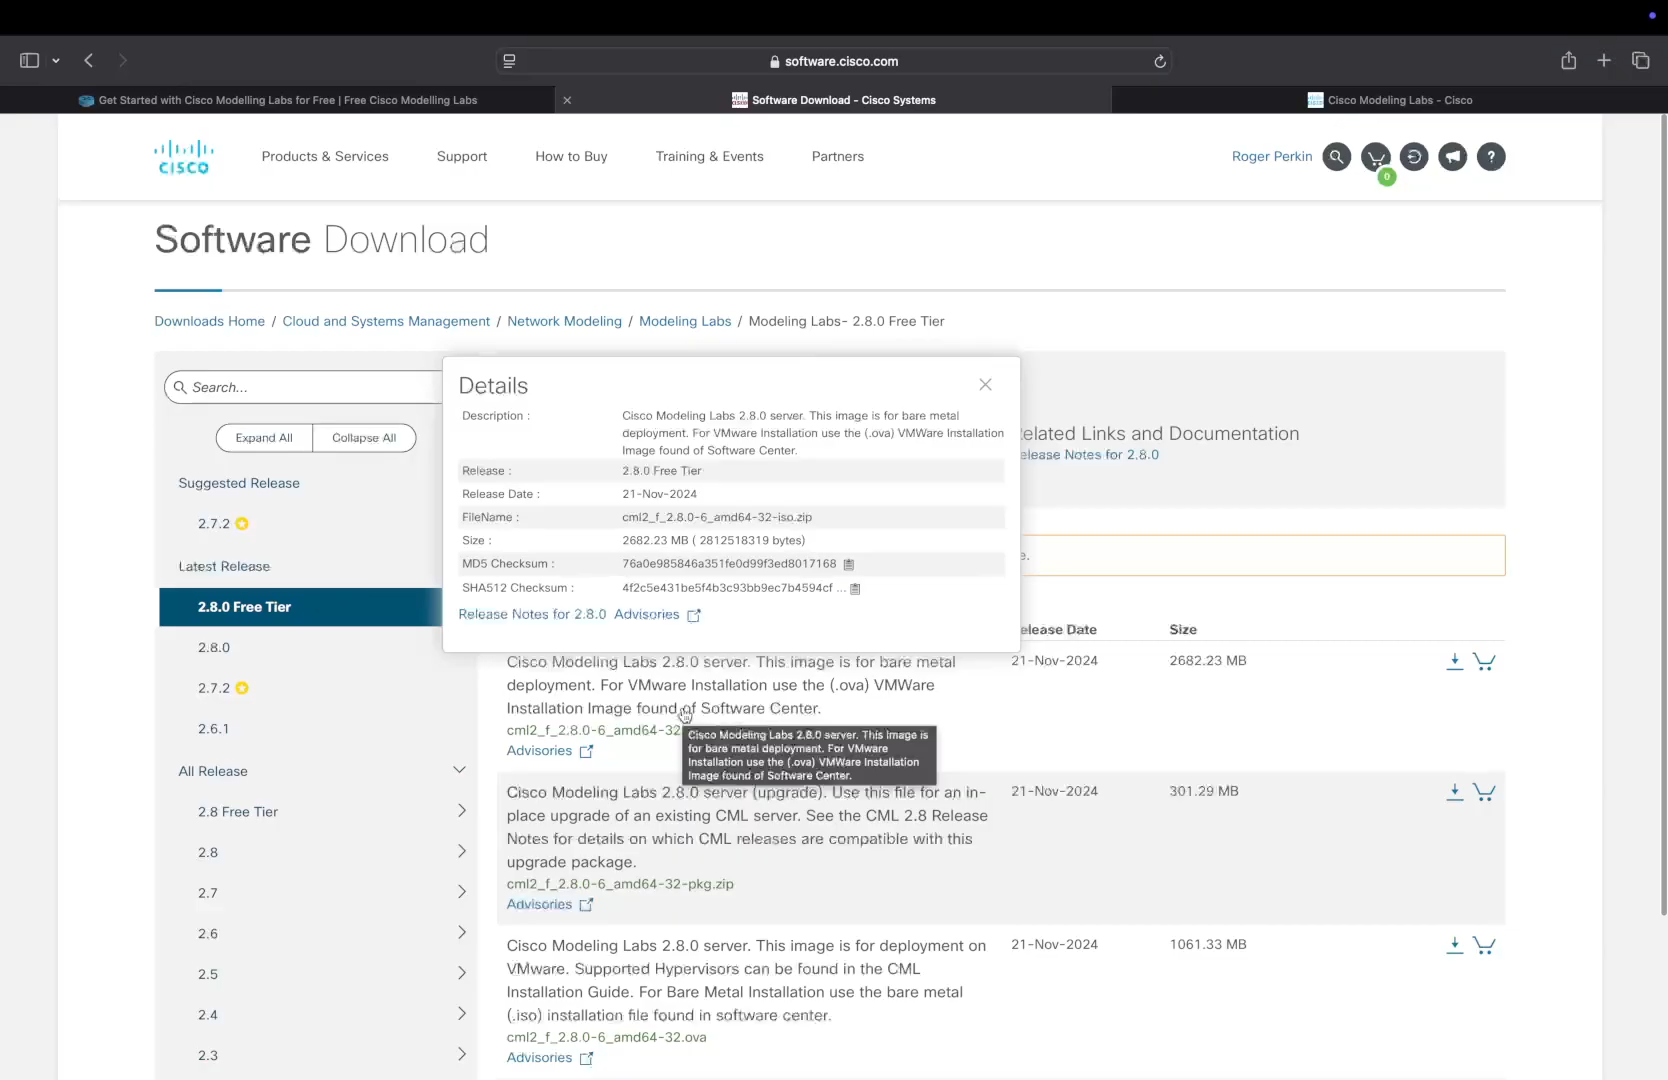 software.cisco.com
Get Started with Cisco Modelling Labs for Free | Free Cisco Modelling Labs
Software Download - Cisco Systems
Cisco Modeling Labs - Cisco
CISCO
Products & Services
Support
How to Buy
Training & Events
Partners
Roger Perkin
0
Software Download
Downloads Home / Cloud and Systems Management / Network Modeling / Modeling Labs / Modeling Labs- 2.8.0 Free Tier
Search...
Expand All
Collapse All
Suggested Release
2.7.2
Latest Release
2.8.0 Free Tier
2.8.0
2.7.2
2.6.1
All Release
2.8 Free Tier
2.8
2.7
2.6
2.5
2.4
2.3
Details
Description :
Cisco Modeling Labs 2.8.0 server. This image is for bare metal
deployment. For VMware Installation use the (.ova) VMWare Installation
Image found of Software Center.
Release :
2.8.0 Free Tier
Release Date :
21-Nov-2024
FileName :
cml2_f_2.8.0-6_amd64-32-iso.zip
Size :
2682.23 MB ( 2812518319 bytes)
MD5 Checksum :
76a0e985846a351fe0d99f3ed8017168
SHA512 Checksum :
4f2c5e431be5f4b3c93bb9ec7b4594cf ...
Release Notes for 2.8.0 Advisories
elated Links and Documentation
elease Notes for 2.8.0
e.
elease Date
Size
Cisco Modeling Labs 2.8.0 server. This image is for bare metal
deployment. For VMware Installation use the (.ova) VMWare
Installation Image found of Software Center.
cml2_f_2.8.0-6_amd64-32
Advisories
21-Nov-2024
2682.23 MB
Cisco Modeling Labs 2.8.0 server. This image is
for bare metal deployment. For VMware
Installation use the (.ova) VMWare Installation
Image found of Software Center.
Cisco Modeling Labs 2.8.0 server (upgrade). Use this file for an in-
place upgrade of an existing CML server. See the CML 2.8 Release
Notes for details on which CML releases are compatible with this
upgrade package.
cml2_f_2.8.0-6_amd64-32-pkg.zip
Advisories
21-Nov-2024
301.29 MB
Cisco Modeling Labs 2.8.0 server. This image is for deployment on
VMware. Supported Hypervisors can be found in the CML
Installation Guide. For Bare Metal Installation use the bare metal
(.iso) installation file found in software center.
cml2_f_2.8.0-6_amd64-32.ova
Advisories
21-Nov-2024
1061.33 MB